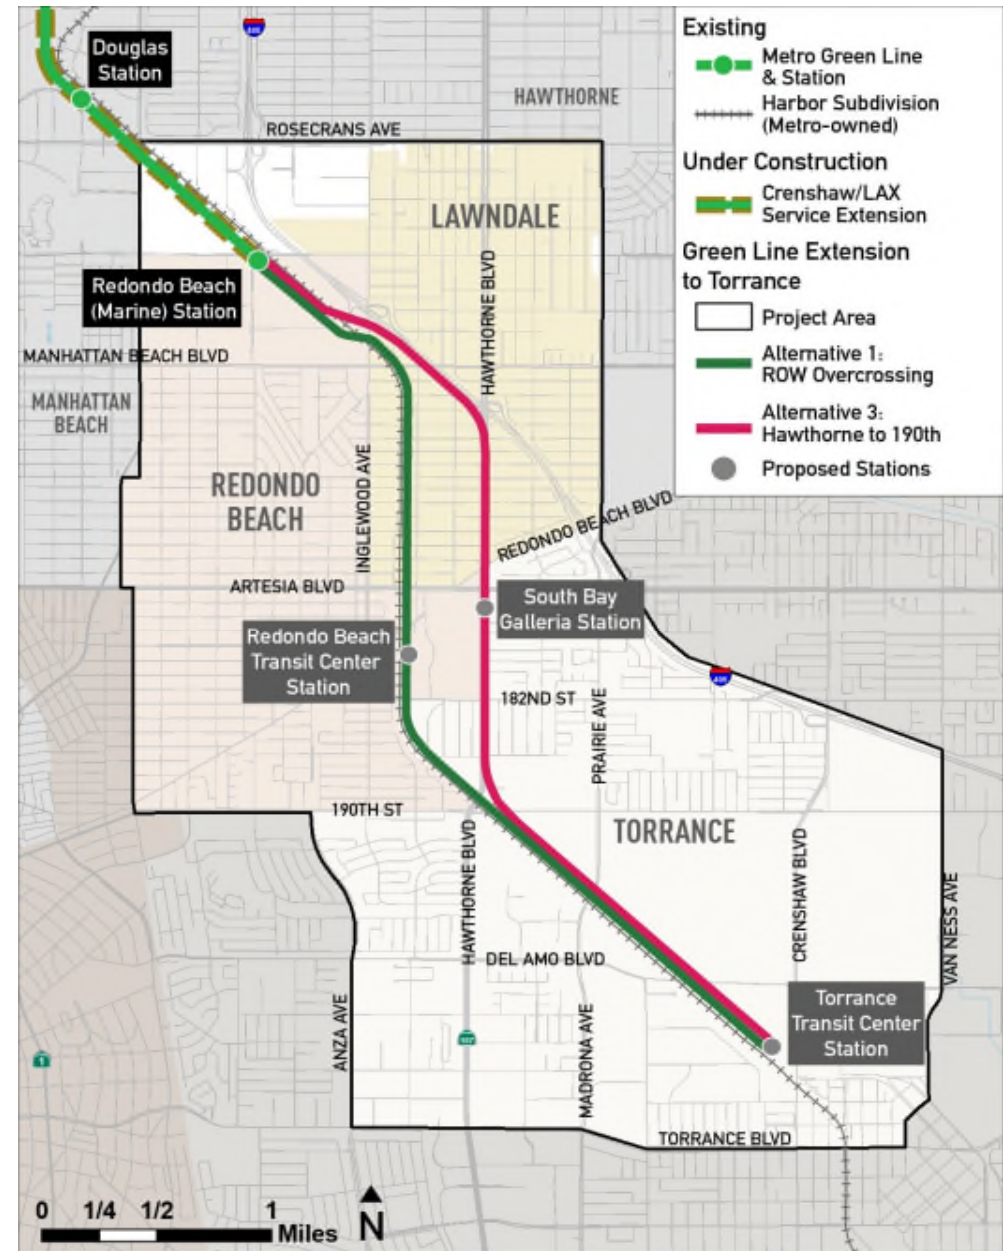 Douglas
Station
405
HAWTHORNE
ROSECRANS AVE
LAWNDALE
HAWTHORNE BLVD
Redondo Beach
(Marine) Station
MANHATTAN BEACH BLVD
MANHATTAN
BEACH
REDONDO
BEACH
INGLEWOOD AVE
REDONDO BEACH BLVD
ARTESIA BLVD
South Bay
Galleria Station
Redondo Beach
Transit Center
Station
405
182ND ST
PRAIRIE AVE
190TH ST
TORRANCE
HAWTHORNE BLVD
CRENSHAW BLVD
VAN NESS AVE
DEL AMO BLVD
ANZA AVE
MADRONA AVE
Torrance
Transit Center
Station
107
1
TORRANCE BLVD
0 1/4 1/2 1
Miles
N
Existing
Metro Green Line
& Station
Harbor Subdivision
(Metro-owned)
Under Construction
Crenshaw/LAX
Service Extension
Green Line Extension
to Torrance
Project Area
Alternative 1:
ROW Overcrossing
Alternative 3:
Hawthorne to 190th
Proposed Stations